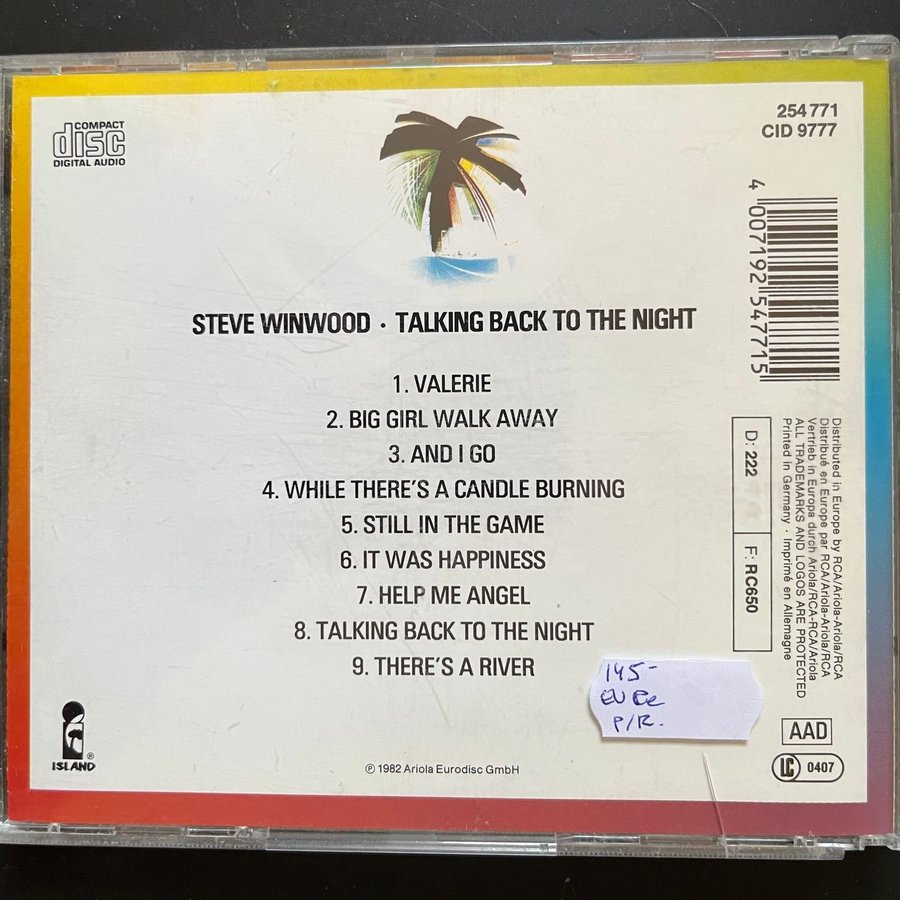 COMPACT
disc
DIGITAL AUDIO
254 771
CID 9777
4 007192 547715
STEVE WINWOOD · TALKING BACK TO THE NIGHT
1. VALERIE
2. BIG GIRL WALK AWAY
3. AND I GO
4. WHILE THERE'S A CANDLE BURNING
5. STILL IN THE GAME
6. IT WAS HAPPINESS
7. HELP ME ANGEL
8. TALKING BACK TO THE NIGHT
9. THERE'S A RIVER
D: 222
F: RC650
Distributed in Europe by RCA/Ariola-Ariola/RCA
Distribué en Europe par RCA/Ariola-Ariola/RCA
Vertrieb in Europa durch Ariola/RCA-RCA/Ariola
ALL TRADEMARKS AND LOGOS ARE PROTECTED
Printed in Germany · Imprimé en Allemagne
145-
P/R.
AAD
LC 0407
ISLAND ®
℗ 1982 Ariola Eurodisc GmbH